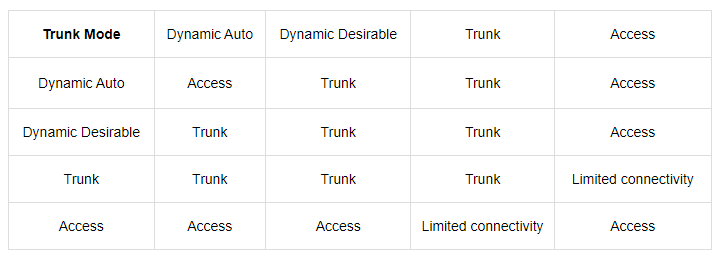 Trunk Mode Dynamic Auto Dynamic Desirable Trunk Access
Dynamic Auto Access Trunk Trunk Access
Dynamic Desirable Trunk Trunk Trunk Access
Trunk Trunk Trunk Trunk Limited connectivity
Access Access Access Limited connectivity Access